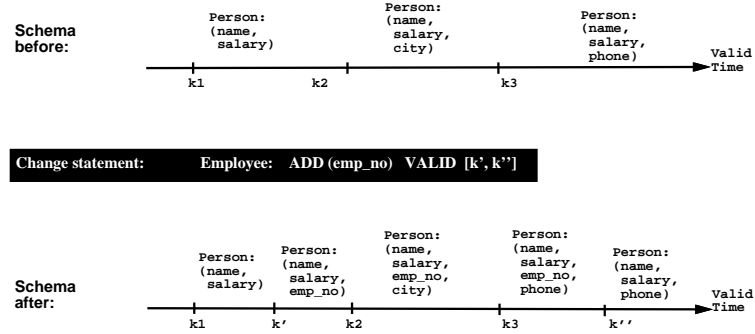 Schema before:
Person: (name, salary)
Person: (name, salary, city)
Person: (name, salary, phone)
Valid Time
k1 k2 k3
Change statement: Employee: ADD (emp_no) VALID [k’, k’’]
Schema after:
Person: (name, salary)
Person: (name, salary, emp_no)
Person: (name, salary, emp_no, city)
Person: (name, salary, emp_no, phone)
Person: (name, salary, phone)
Valid Time
k1 k’ k2 k3 k’’